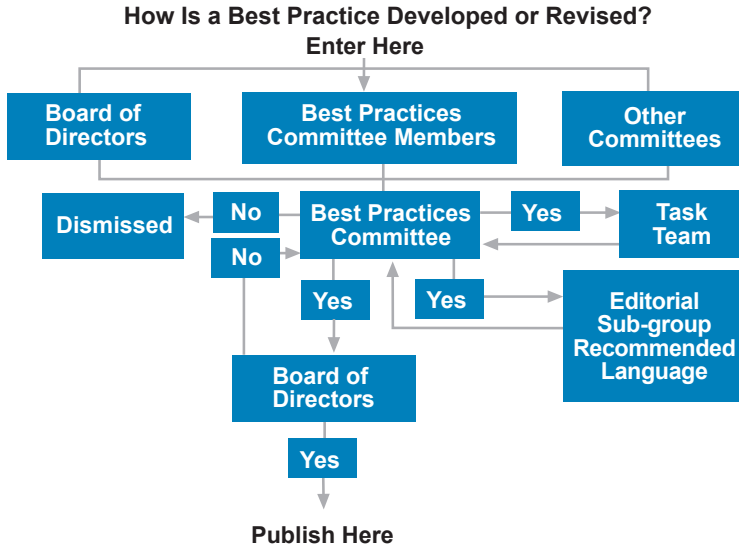 How Is a Best Practice Developed or Revised?
Enter Here
Board of
Directors
Best Practices
Committee Members
Other
Committees
Dismissed
No
Best Practices
Committee
Yes
Task
Team
No
Yes
Yes
Editorial
Sub-group
Recommended
Language
Board of
Directors
Yes
Publish Here